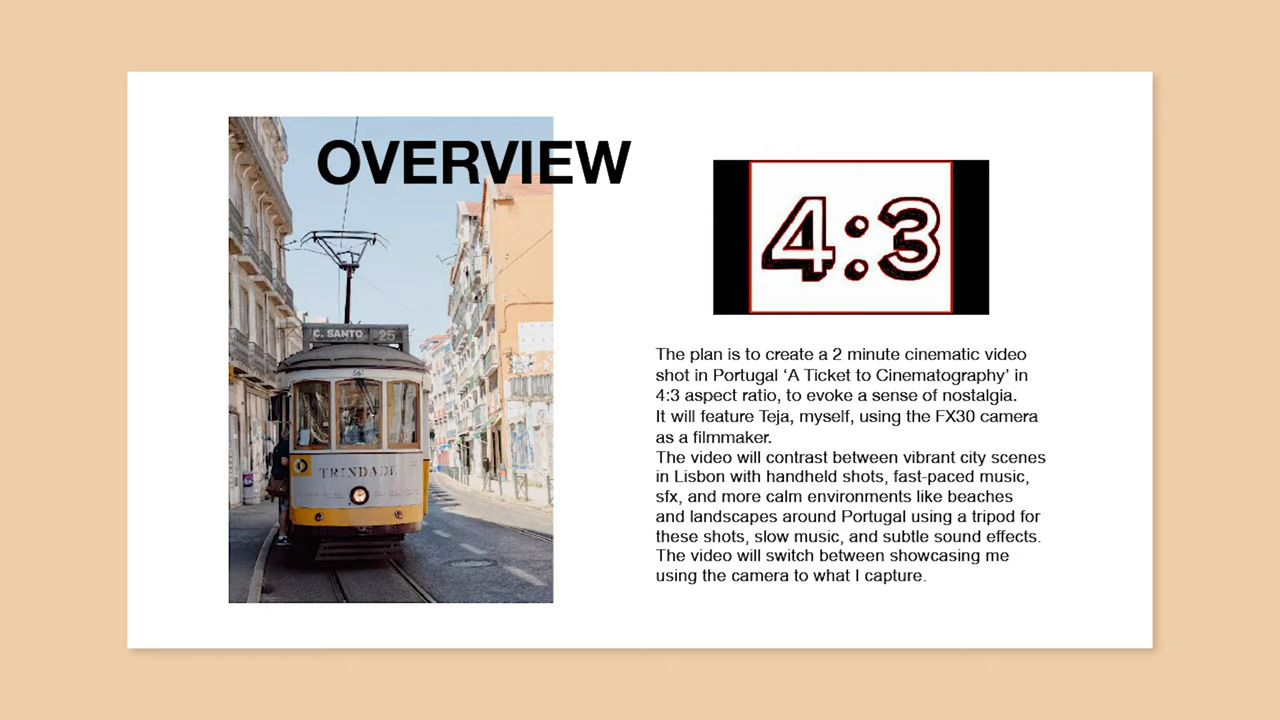 OVERVIEW
4:3
C. SANTO 25
561
TRINDADE
The plan is to create a 2 minute cinematic video
shot in Portugal ‘A Ticket to Cinematography’ in
4:3 aspect ratio, to evoke a sense of nostalgia.
It will feature Teja, myself, using the FX30 camera
as a filmmaker.
The video will contrast between vibrant city scenes
in Lisbon with handheld shots, fast-paced music,
sfx, and more calm environments like beaches
and landscapes around Portugal using a tripod for
these shots, slow music, and subtle sound effects.
The video will switch between showcasing me
using the camera to what I capture.